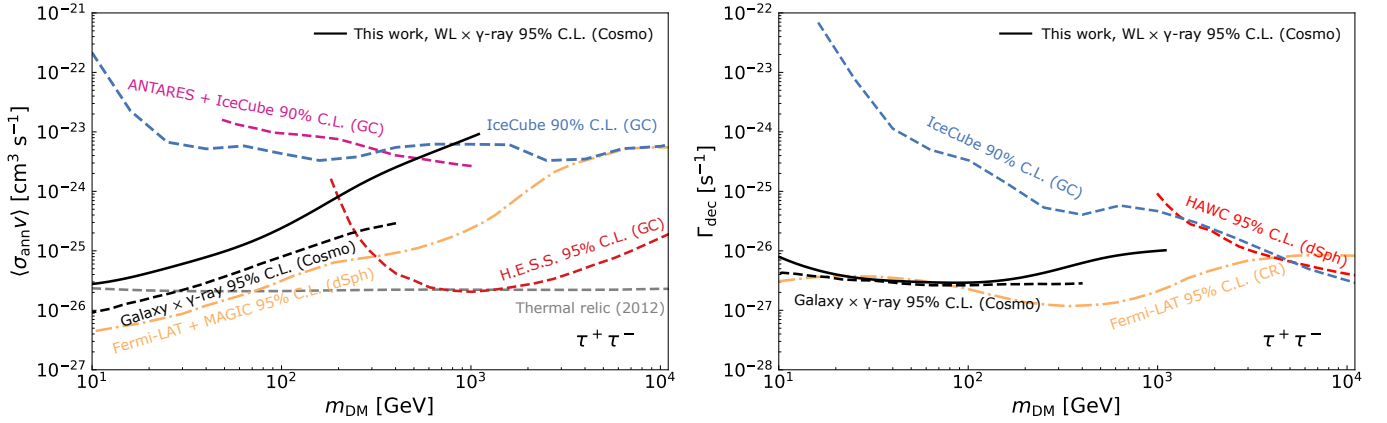 10⁻²¹
10⁻²²
10⁻²³
10⁻²⁴
10⁻²⁵
10⁻²⁶
10⁻²⁷
⟨σ_ann v⟩ [cm³ s⁻¹]
This work, WL × γ-ray 95% C.L. (Cosmo)
ANTARES + IceCube 90% C.L. (GC)
IceCube 90% C.L. (GC)
H.E.S.S. 95% C.L. (GC)
Galaxy × γ-ray 95% C.L. (Cosmo)
Fermi-LAT + MAGIC 95% C.L. (dSph)
Thermal relic (2012)
τ⁺τ⁻
10¹ 10² 10³ 10⁴
m_DM [GeV]
10⁻²¹
10⁻²²
10⁻²³
10⁻²⁴
10⁻²⁵
10⁻²⁶
10⁻²⁷
10⁻²⁸
Γ_dec [s⁻¹]
This work, WL × γ-ray 95% C.L. (Cosmo)
IceCube 90% C.L. (GC)
HAWC 95% C.L. (dSph)
Galaxy × γ-ray 95% C.L. (Cosmo)
Fermi-LAT 95% C.L. (CR)
τ⁺τ⁻
10¹ 10² 10³ 10⁴
m_DM [GeV]